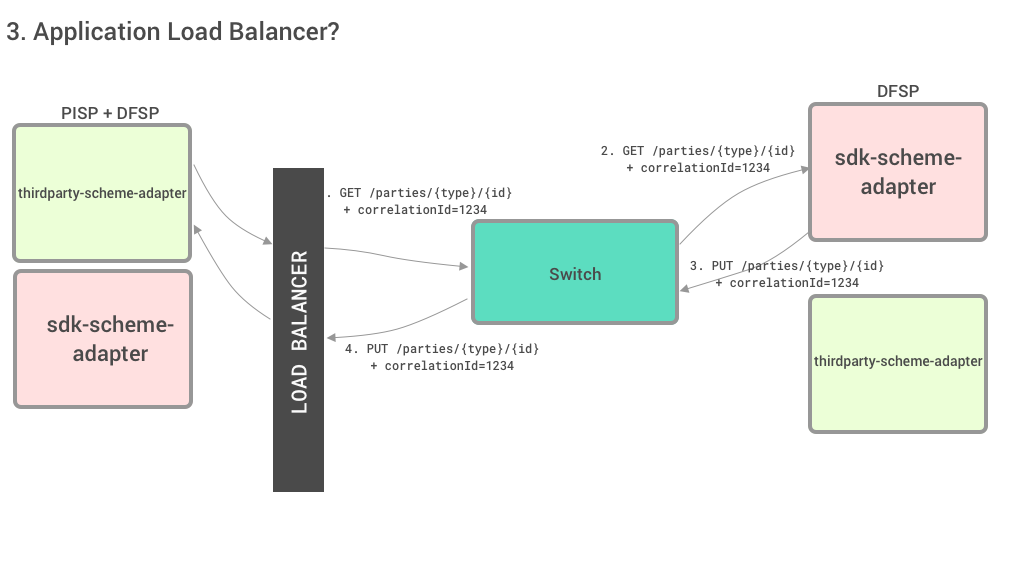 3. Application Load Balancer?
PISP + DFSP
thirdparty-scheme-adapter
sdk-scheme-
adapter
LOAD BALANCER
. GET /parties/{type}/{id}
+ correlationId=1234
Switch
4. PUT /parties/{type}/{id}
+ correlationId=1234
2. GET /parties/{type}/{id}
+ correlationId=1234
3. PUT /parties/{type}/{id}
+ correlationId=1234
DFSP
sdk-scheme-
adapter
thirdparty-scheme-adapter